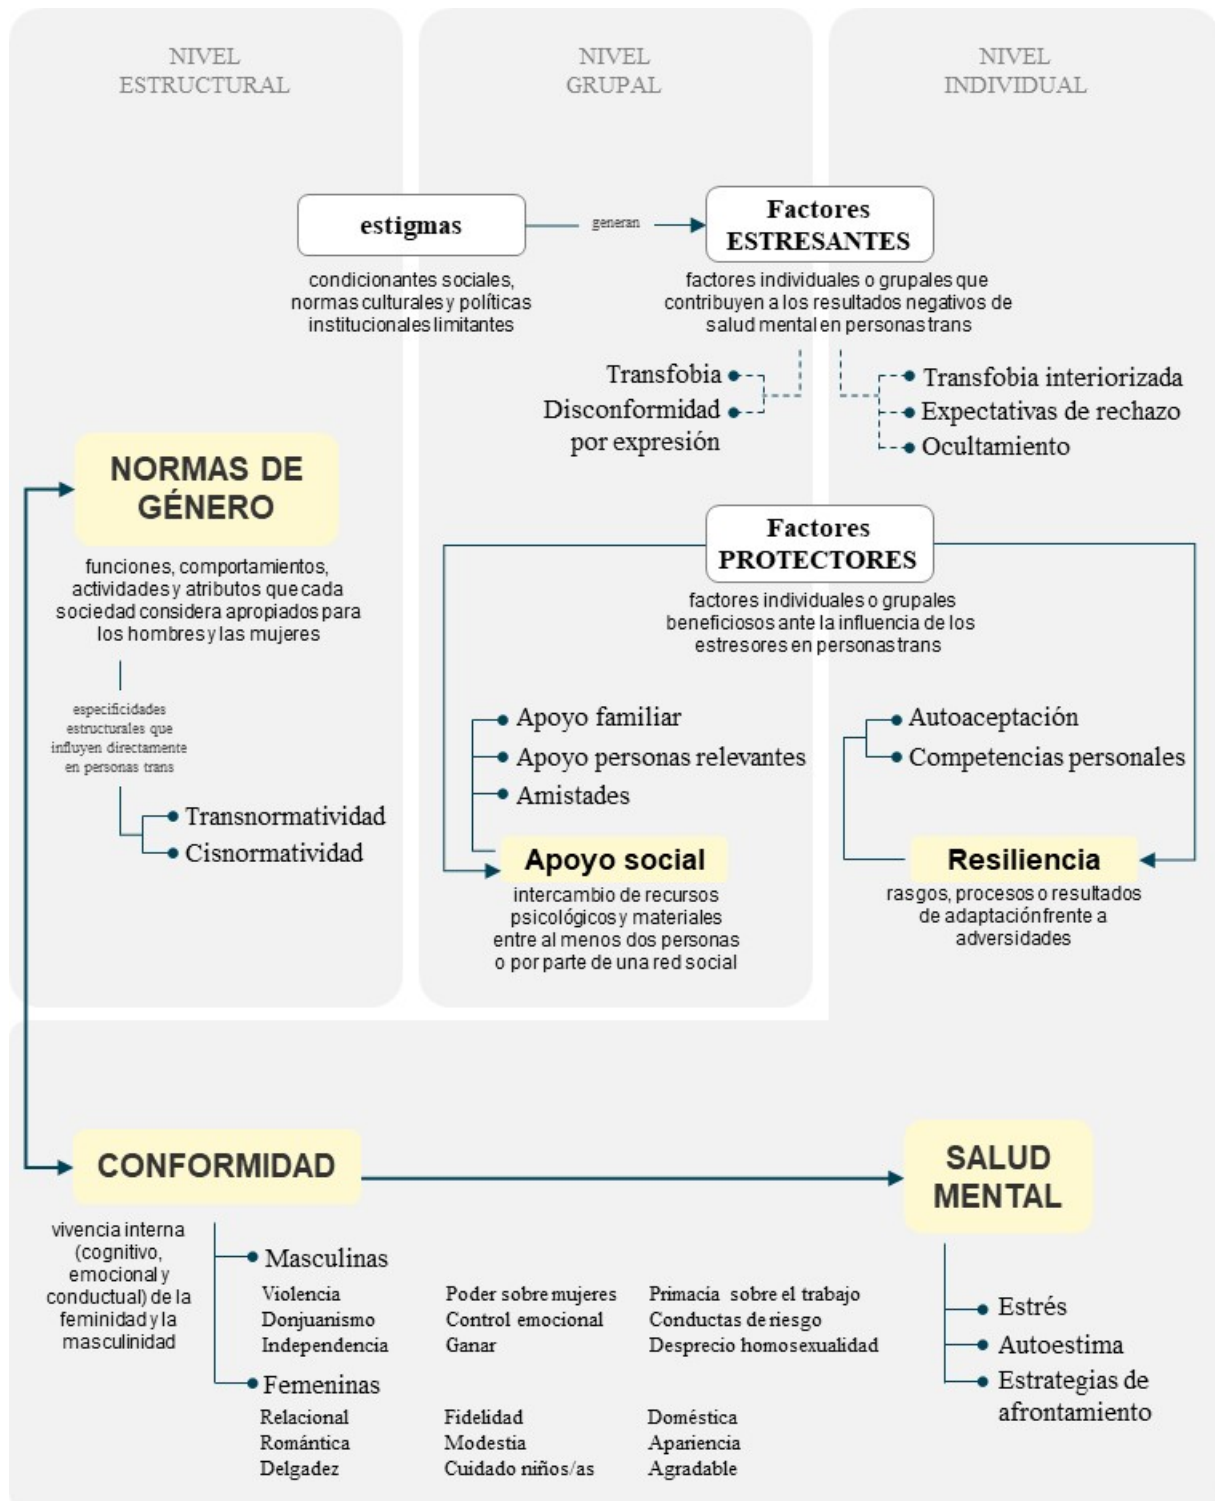 NIVEL
ESTRUCTURAL
NIVEL
GRUPAL
NIVEL
INDIVIDUAL
estigmas
generan
Factores
ESTRESANTES
condicionantes sociales,
normas culturales y políticas
institucionales limitantes
factores individuales o grupales que
contribuyen a los resultados negativos de
salud mental en personas trans
Transfobia
Disconformidad
por expresión
Transfobia interiorizada
Expectativas de rechazo
Ocultamiento
NORMAS DE
GÉNERO
funciones, comportamientos,
actividades y atributos que cada
sociedad considera apropiados para
los hombres y las mujeres
especificidades
estructurales que
influyen directamente
en personas trans
Transnormatividad
Cisnormatividad
Factores
PROTECTORES
factores individuales o grupales
beneficiosos ante la influencia de los
estresores en personas trans
Apoyo familiar
Apoyo personas relevantes
Amistades
Apoyo social
intercambio de recursos
psicológicos y materiales
entre al menos dos personas
o por parte de una red social
Autoaceptación
Competencias personales
Resiliencia
rasgos, procesos o resultados
de adaptación frente a
adversidades
CONFORMIDAD
vivencia interna
(cognitivo,
emocional y
conductual) de la
feminidad y la
masculinidad
Masculinas
Violencia Poder sobre mujeres Primacía sobre el trabajo
Donjuanismo Control emocional Conductas de riesgo
Independencia Ganar Desprecio homosexualidad
Femeninas
Relacional Fidelidad Doméstica
Romántica Modestia Apariencia
Delgadez Cuidado niños/as Agradable
SALUD
MENTAL
Estrés
Autoestima
Estrategias de
afrontamiento